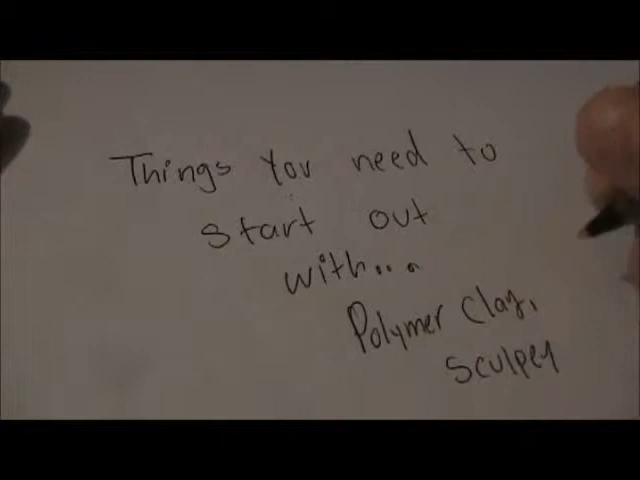 Things You need to
start out
with...
Polymer Clay,
Sculpey